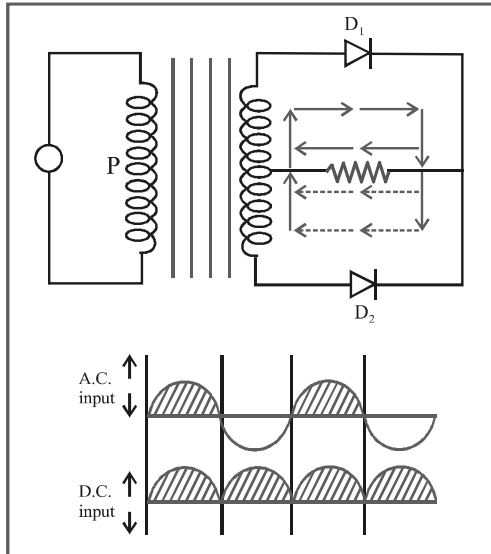 D1
P
D2
A.C.
input
D.C.
input